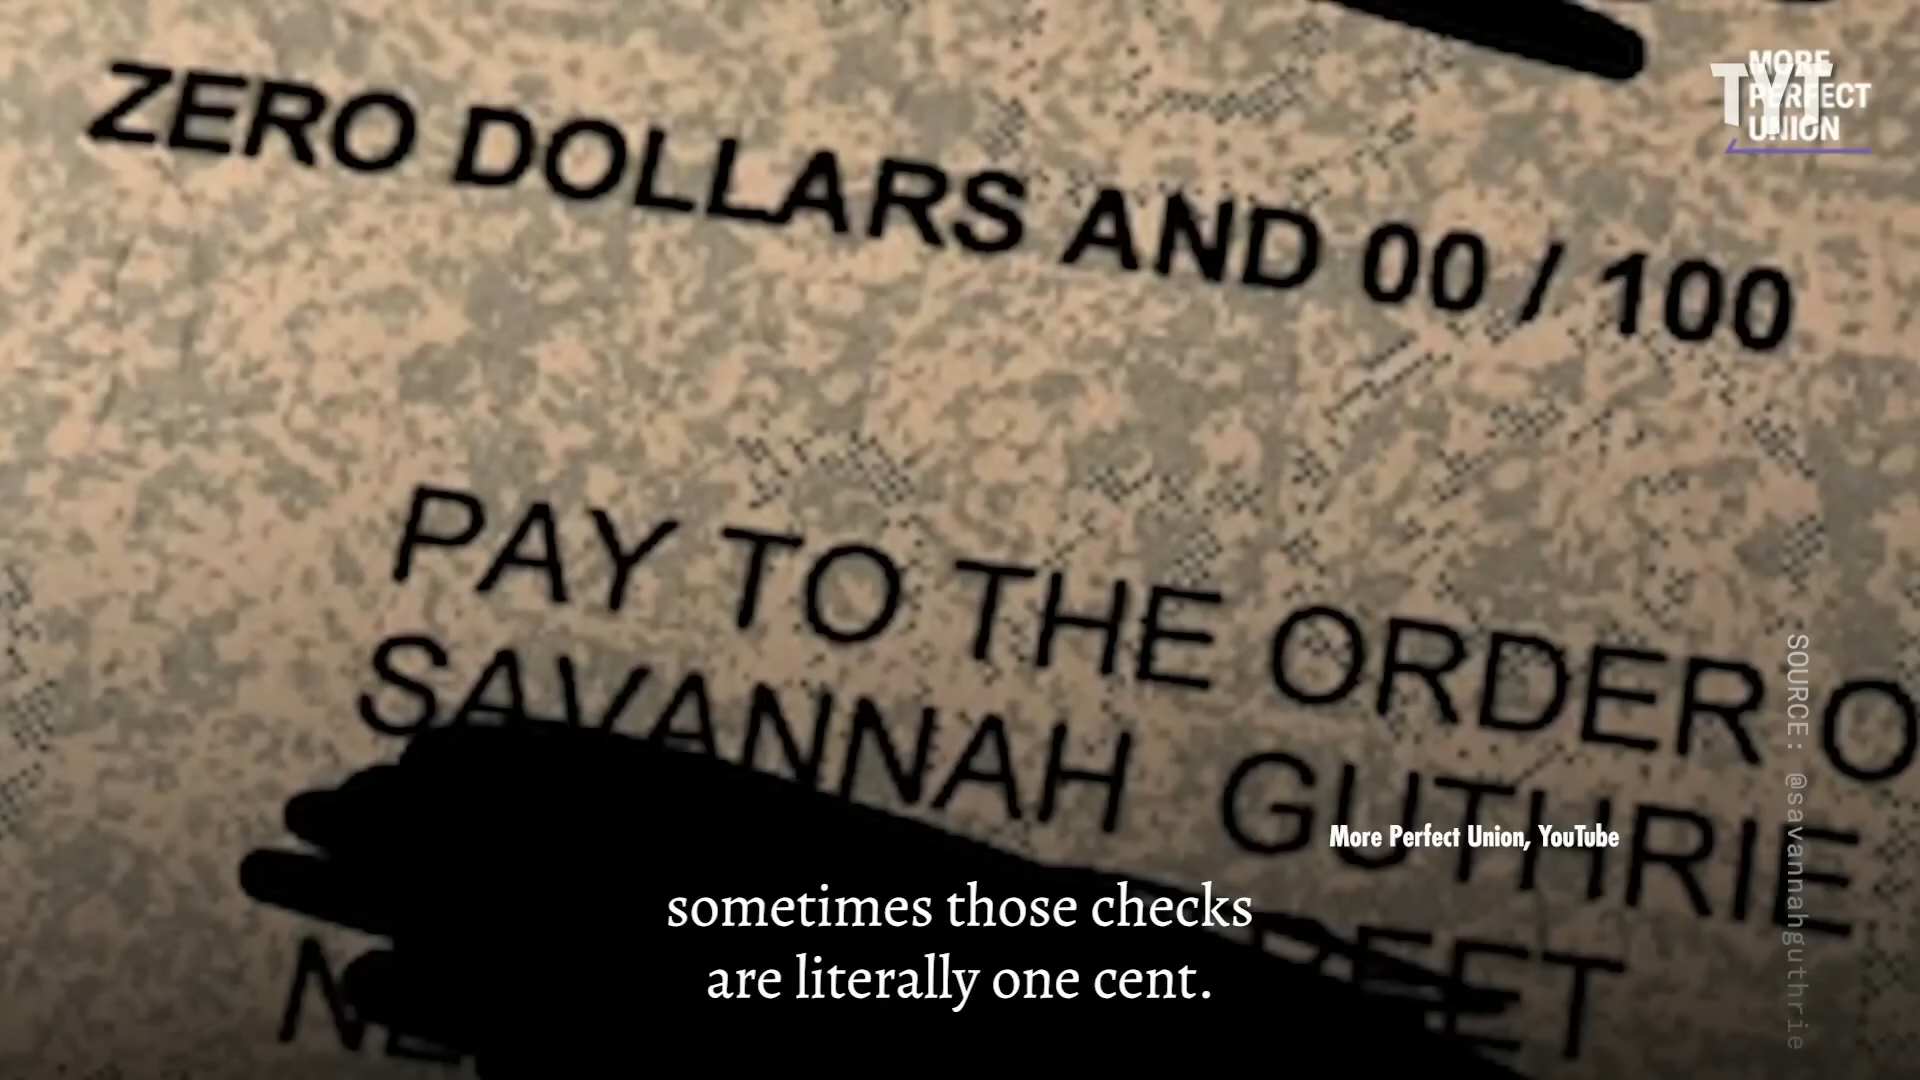 MORE
PERFECT
UNION
TYT
ZERO DOLLARS AND 00 / 100
PAY TO THE ORDER O
SAVANNAH GUTHRIE
SOURCE: @savannahguthrie
More Perfect Union, YouTube
sometimes those checks
are literally one cent.